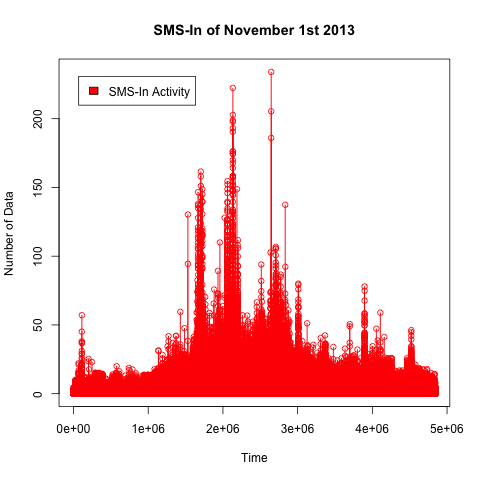 SMS-In of November 1st 2013
SMS-In Activity
Number of Data
200
150
100
50
0
0e+00 1e+06 2e+06 3e+06 4e+06 5e+06
Time